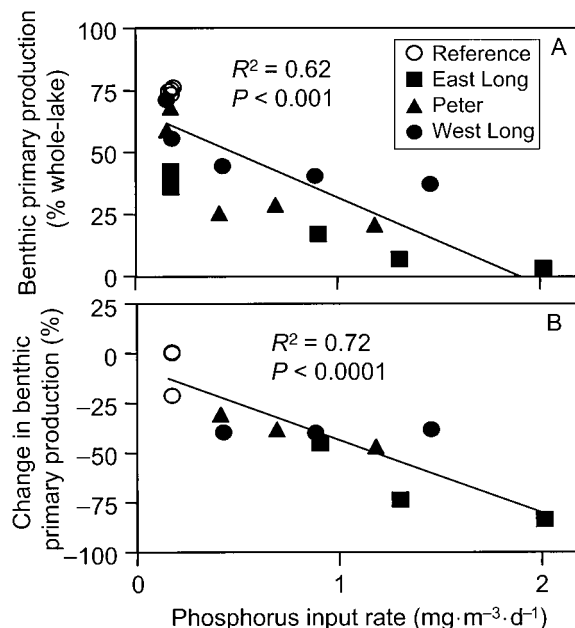 100
75
50
25
0
Benthic primary production
(% whole-lake)
R² = 0.62
P < 0.001
A
Reference
East Long
Peter
West Long
25
0
−25
−50
−75
−100
Change in benthic
primary production (%)
R² = 0.72
P < 0.0001
B
0
1
2
Phosphorus input rate (mg·m⁻³·d⁻¹)